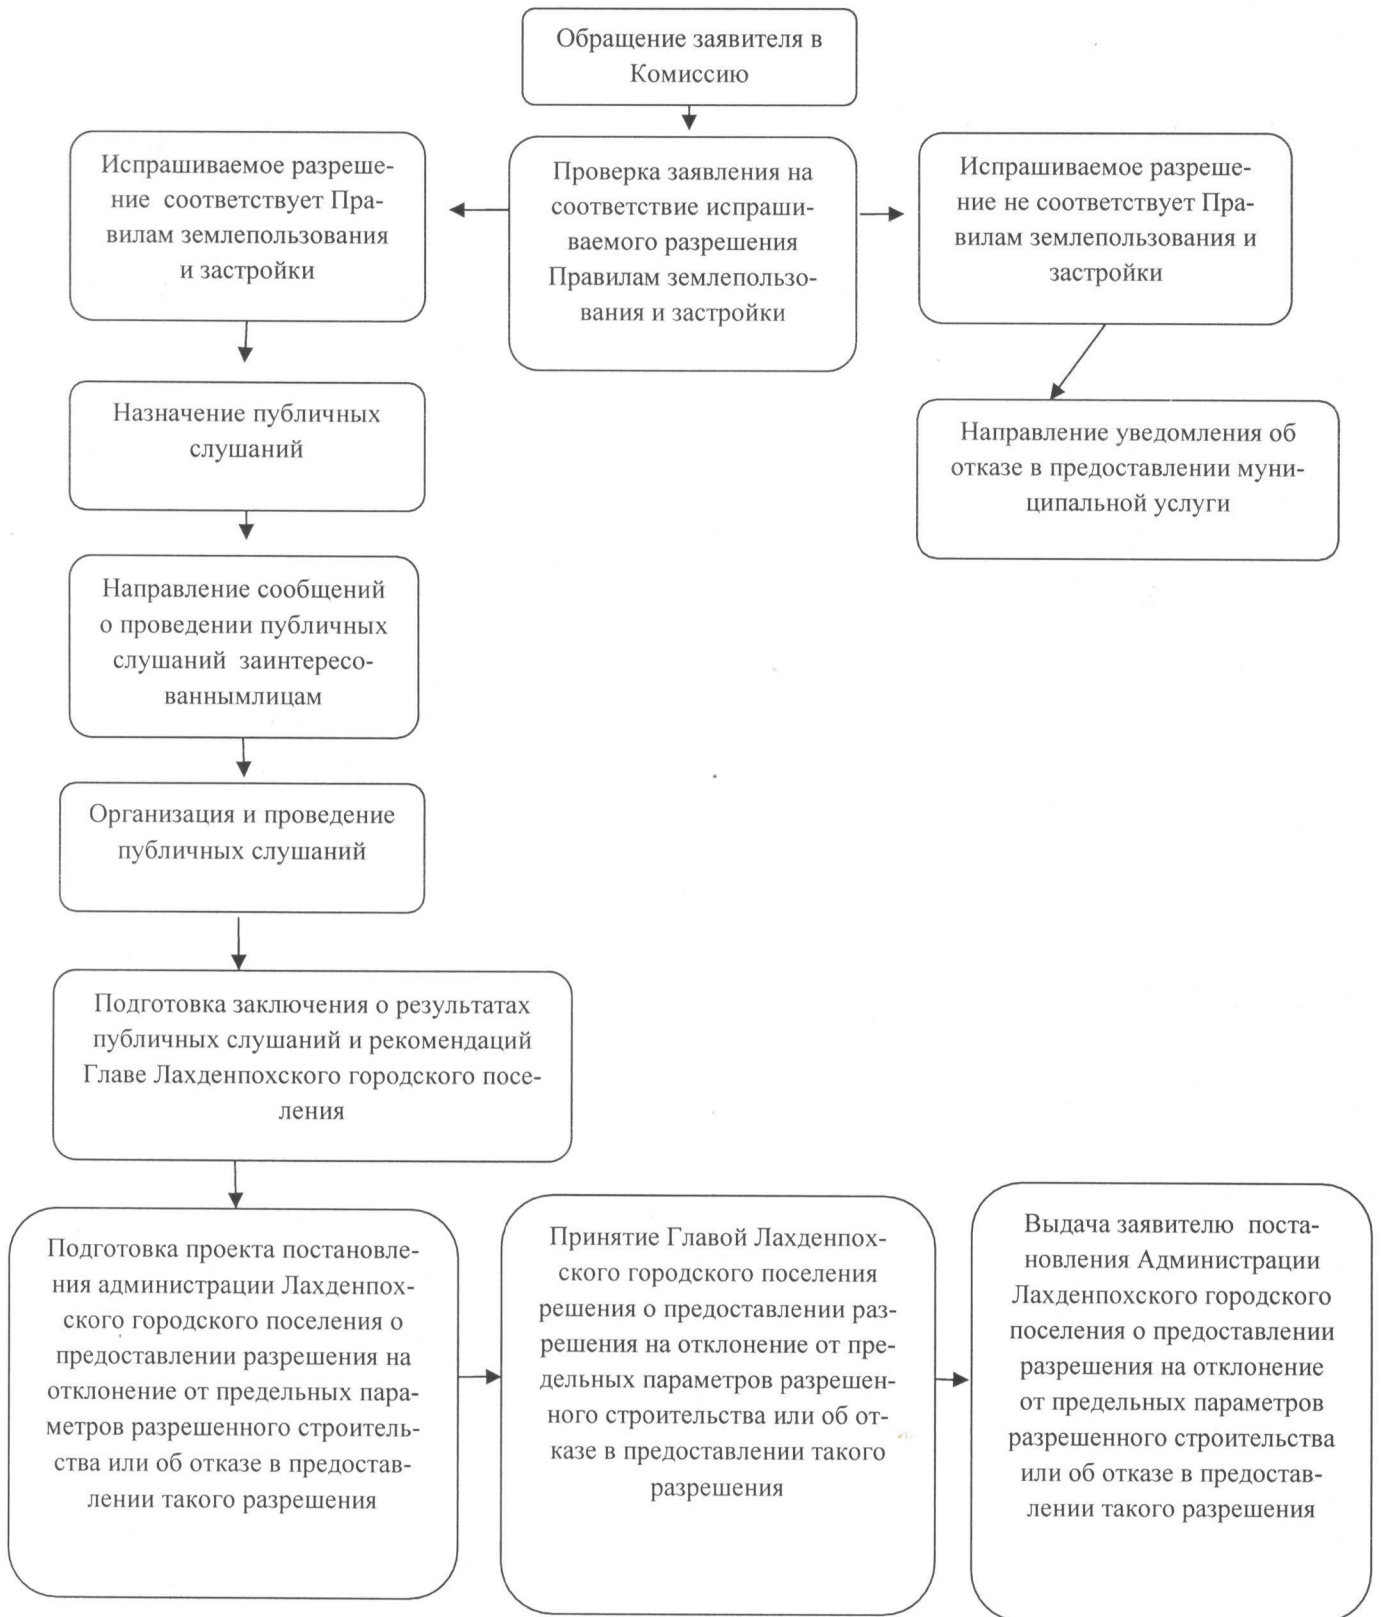 Обращение заявителя в
Комиссию
Испрашиваемое разреше-
ние соответствует Пра-
вилам землепользования
и застройки
Проверка заявления на
соответствие испраши-
ваемого разрешения
Правилам землепользо-
вания и застройки
Испрашиваемое разреше-
ние не соответствует Пра-
вилам землепользования и
застройки
Назначение публичных
слушаний
Направление уведомления об
отказе в предоставлении муни-
ципальной услуги
Направление сообщений
о проведении публичных
слушаний заинтересо-
ваннымлицам
Организация и проведение
публичных слушаний
Подготовка заключения о результатах
публичных слушаний и рекомендаций
Главе Лахденпохского городского посе-
ления
Подготовка проекта постановле-
ния администрации Лахденпох-
ского городского поселения о
предоставлении разрешения на
отклонение от предельных пара-
метров разрешенного строитель-
ства или об отказе в предостав-
лении такого разрешения
Принятие Главой Лахденпох-
ского городского поселения
решения о предоставлении раз-
решения на отклонение от пре-
дельных параметров разрешен-
ного строительства или об от-
казе в предоставлении такого
разрешения
Выдача заявителю поста-
новления Администрации
Лахденпохского городского
поселения о предоставлении
разрешения на отклонение
от предельных параметров
разрешенного строительства
или об отказе в предостав-
лении такого разрешения